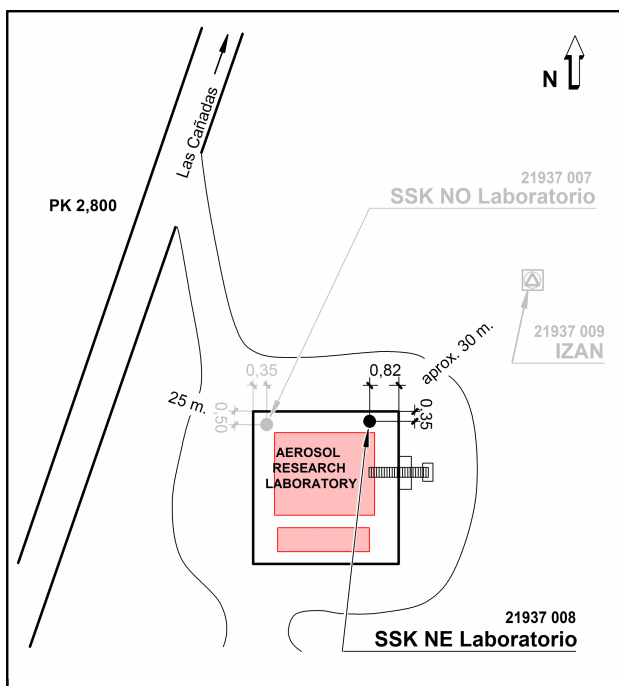 N
Las Cañadas
PK 2,800
21937 007
SSK NO Laboratorio
21937 009
IZAN
aprox. 30 m.
0,35
0,82
25 m.
0,50
0,35
AEROSOL
RESEARCH
LABORATORY
21937 008
SSK NE Laboratorio